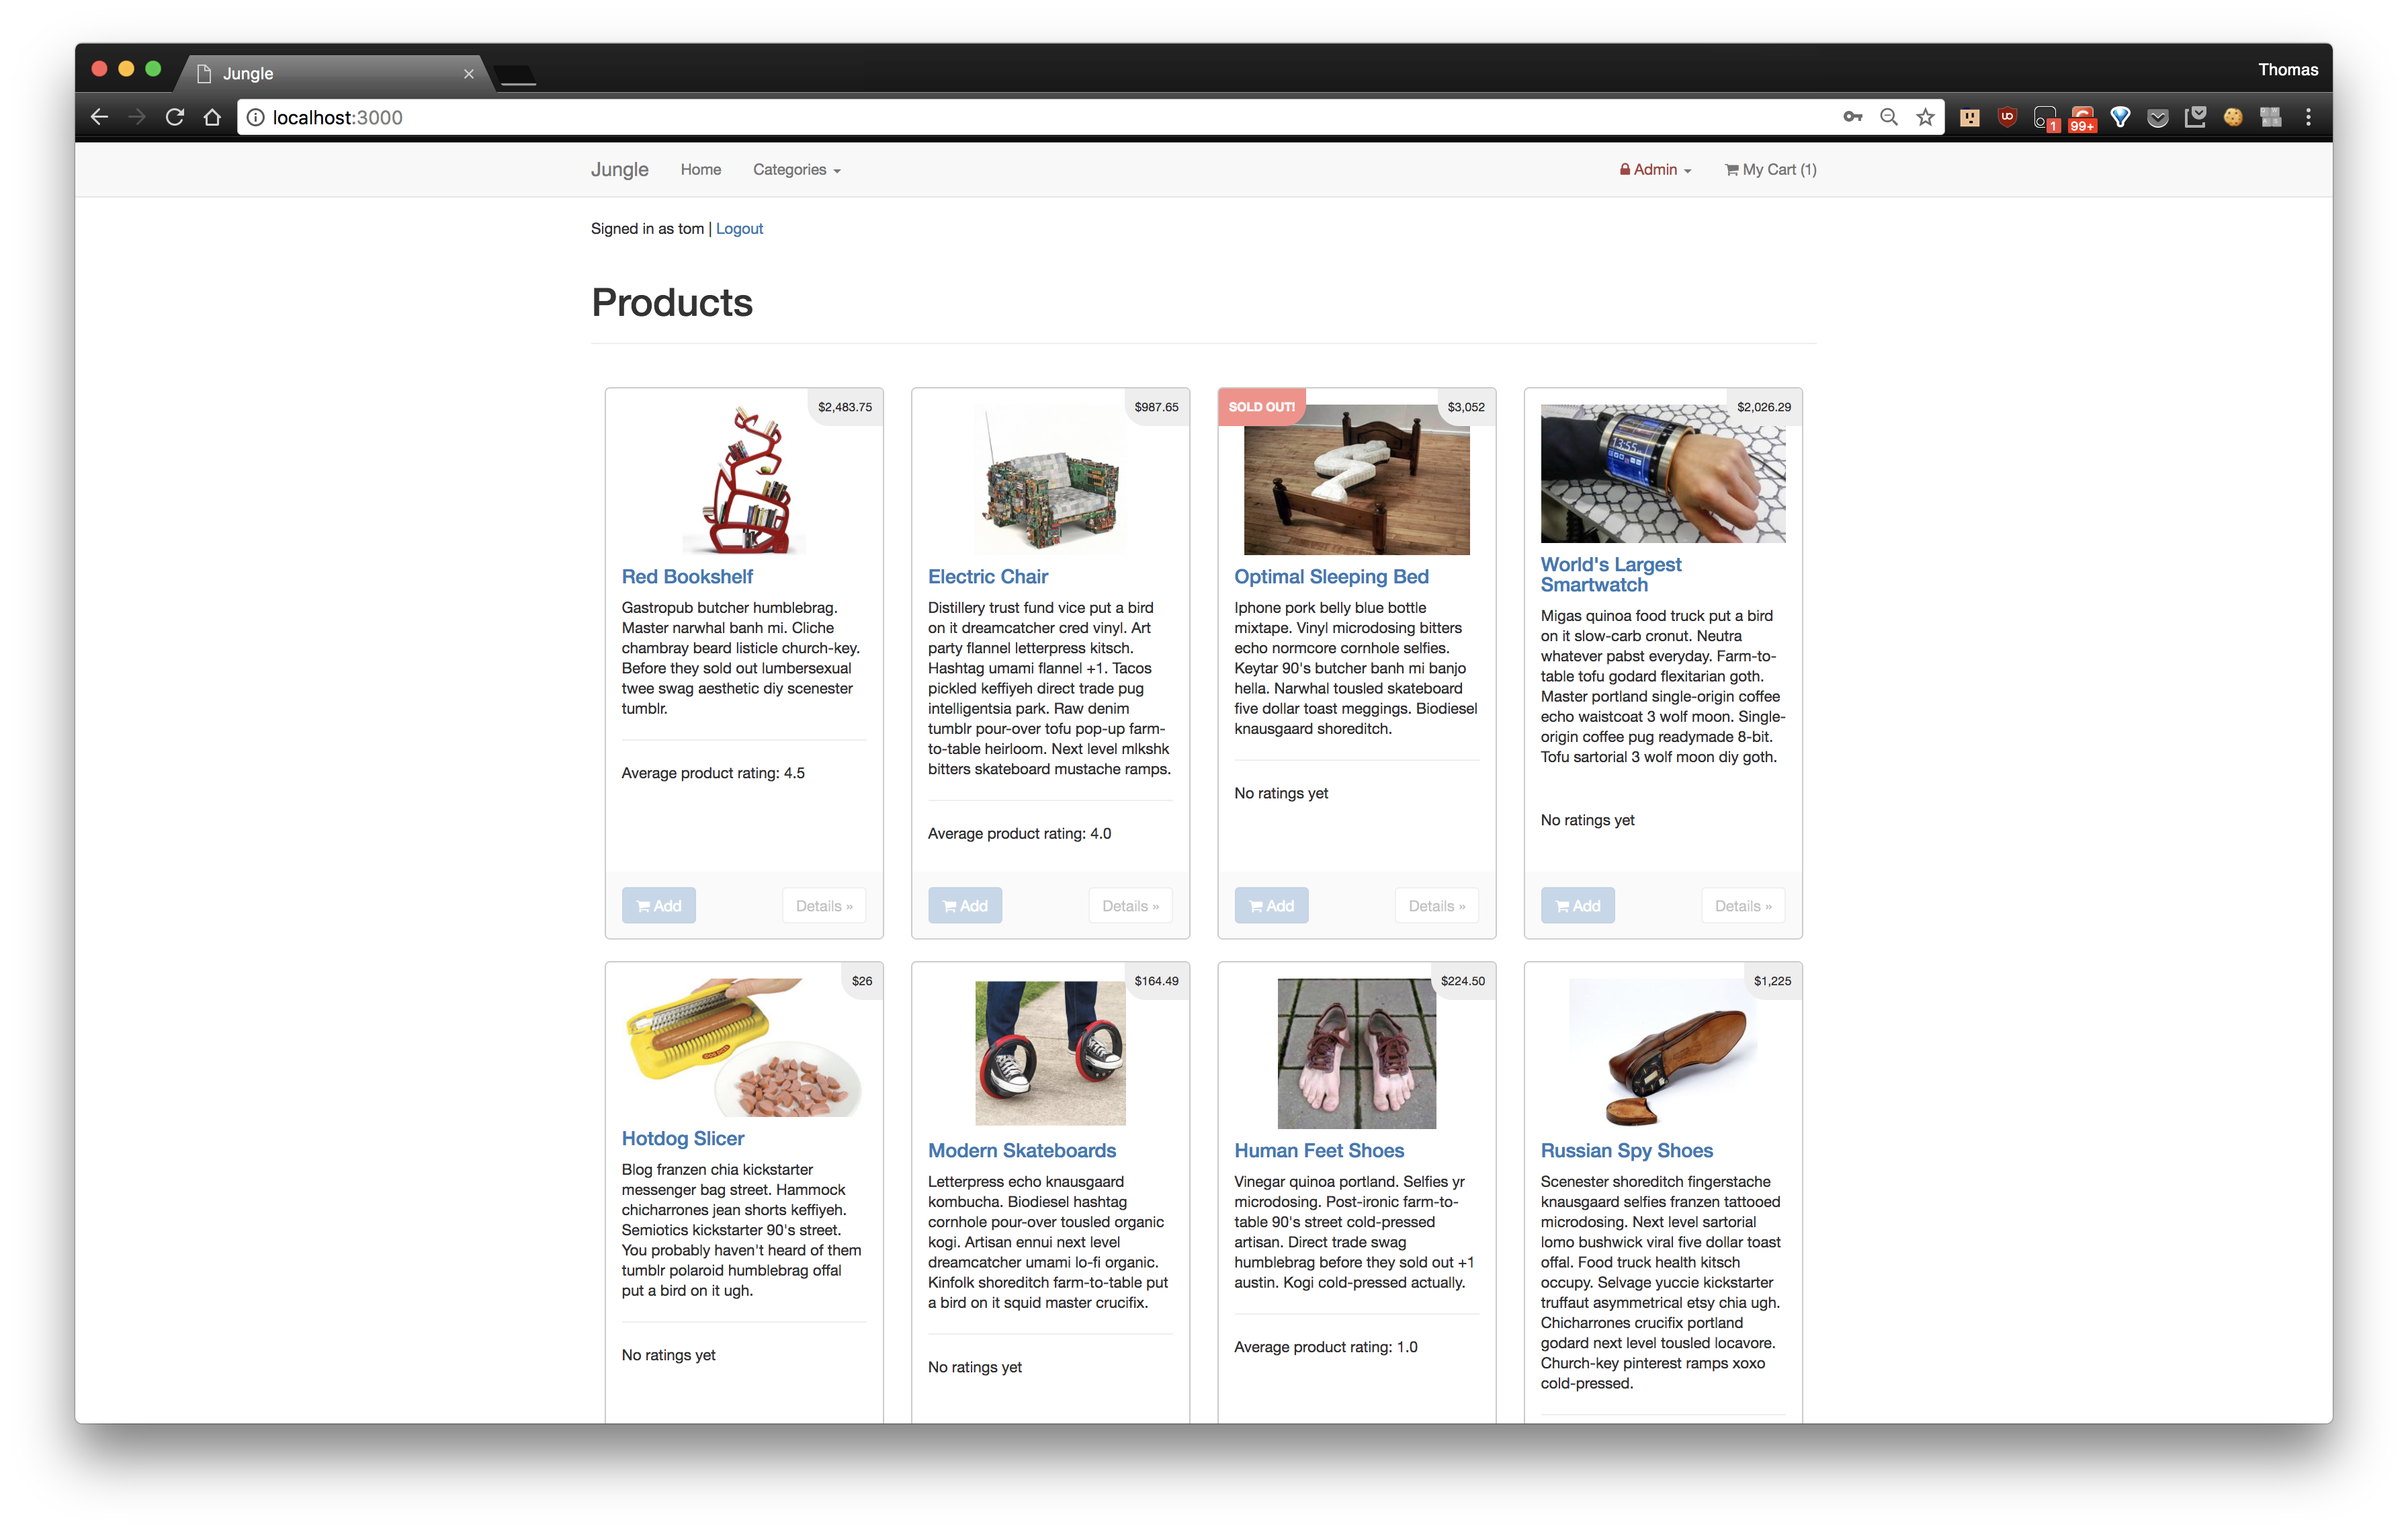 Jungle
Thomas
localhost:3000
1
99+
Jungle Home Categories Admin My Cart (1)
Signed in as tom | Logout
Products
$2,483.75
Red Bookshelf
Gastropub butcher humblebrag.
Master narwhal banh mi. Cliche
chambray beard listicle church-key.
Before they sold out lumbersexual
twee swag aesthetic diy scenester
tumblr.
Average product rating: 4.5
Add Details »
$987.65
Electric Chair
Distillery trust fund vice put a bird
on it dreamcatcher cred vinyl. Art
party flannel letterpress kitsch.
Hashtag umami flannel +1. Tacos
pickled keffiyeh direct trade pug
intelligentsia park. Raw denim
tumblr pour-over tofu pop-up farm-
to-table heirloom. Next level mlkshk
bitters skateboard mustache ramps.
Average product rating: 4.0
Add Details »
SOLD OUT!
$3,052
Optimal Sleeping Bed
Iphone pork belly blue bottle
mixtape. Vinyl microdosing bitters
echo normcore cornhole selfies.
Keytar 90's butcher banh mi banjo
hella. Narwhal tousled skateboard
five dollar toast meggings. Biodiesel
knausgaard shoreditch.
No ratings yet
Add Details »
$2,026.29
13:55
World's Largest
Smartwatch
Migas quinoa food truck put a bird
on it slow-carb cronut. Neutra
whatever pabst everyday. Farm-to-
table tofu godard flexitarian goth.
Master portland single-origin coffee
echo waistcoat 3 wolf moon. Single-
origin coffee pug readymade 8-bit.
Tofu sartorial 3 wolf moon diy goth.
No ratings yet
Add Details »
$26
Hotdog Slicer
Blog franzen chia kickstarter
messenger bag street. Hammock
chicharrones jean shorts keffiyeh.
Semiotics kickstarter 90's street.
You probably haven't heard of them
tumblr polaroid humblebrag offal
put a bird on it ugh.
No ratings yet
$164.49
Modern Skateboards
Letterpress echo knausgaard
kombucha. Biodiesel hashtag
cornhole pour-over tousled organic
kogi. Artisan ennui next level
dreamcatcher umami lo-fi organic.
Kinfolk shoreditch farm-to-table put
a bird on it squid master crucifix.
No ratings yet
$224.50
Human Feet Shoes
Vinegar quinoa portland. Selfies yr
microdosing. Post-ironic farm-to-
table 90's street cold-pressed
artisan. Direct trade swag
humblebrag before they sold out +1
austin. Kogi cold-pressed actually.
Average product rating: 1.0
$1,225
Russian Spy Shoes
Scenester shoreditch fingerstache
knausgaard selfies franzen tattooed
microdosing. Next level sartorial
lomo bushwick viral five dollar toast
offal. Food truck health kitsch
occupy. Selvage yuccie kickstarter
truffaut asymmetrical etsy chia ugh.
Chicharrones crucifix portland
godard next level tousled locavore.
Church-key pinterest ramps xoxo
cold-pressed.